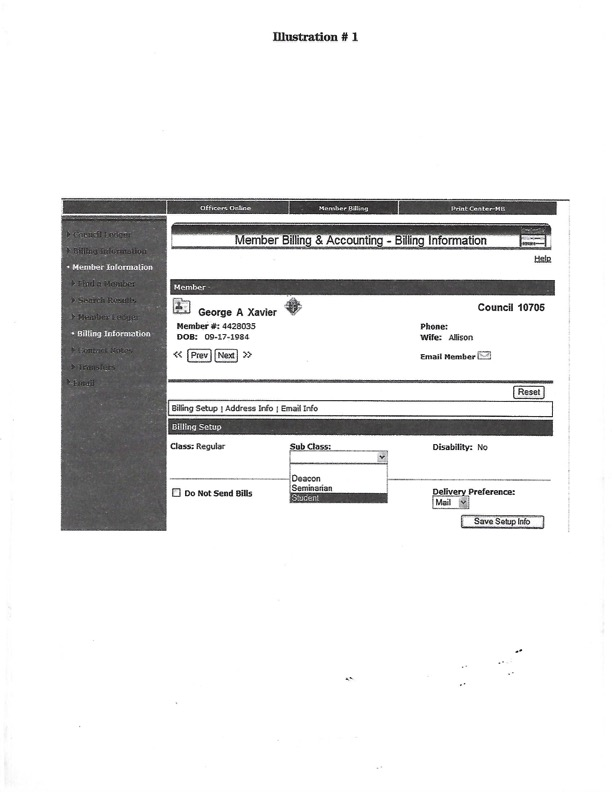 Illustration # 1
Officers Online Member Billing Print Center-MB
Council Ledger
Billing Information
• Member Information
Find a Member
Search Results
Member Ledger
• Billing Information
Contact Notes
Transfers
Email
Member Billing & Accounting - Billing Information
Help
Member
George A Xavier
Council 10705
Member #: 4428035
Phone:
DOB: 09-17-1984
Wife: Allison
<< Prev Next >>
Email Member
Reset
Billing Setup | Address Info | Email Info
Billing Setup
Class: Regular Sub Class: Disability: No
Deacon
Seminarian
Student
Do Not Send Bills
Delivery Preference:
Mail
Save Setup Info